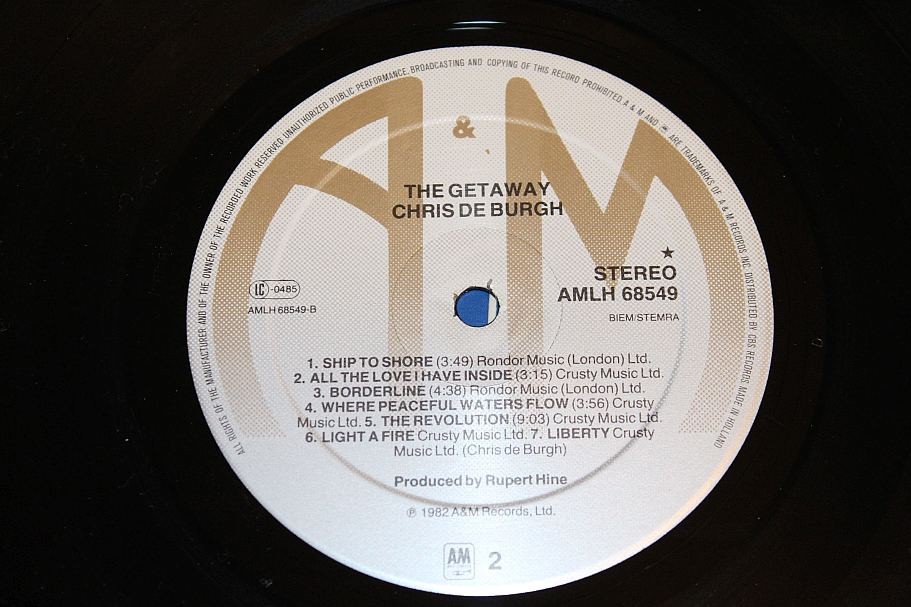 ALL RIGHTS OF THE MANUFACTURER AND OF THE OWNER OF THE RECORDED WORK RESERVED UNAUTHORIZED PUBLIC PERFORMANCE, BROADCASTING AND COPYING OF THIS RECORD PROHIBITED A & M AND ARE TRADEMARKS OF A & M RECORDS INC. DISTRIBUTED BY CBS RECORDS. MADE IN HOLLAND
A & M
THE GETAWAY
CHRIS DE BURGH
★
STEREO
AMLH 68549
LC -0485
AMLH 68549-B
BIEM/STEMRA
1. SHIP TO SHORE (3:49) Rondor Music (London) Ltd.
2. ALL THE LOVE I HAVE INSIDE (3:15) Crusty Music Ltd.
3. BORDERLINE (4:38) Rondor Music (London) Ltd.
4. WHERE PEACEFUL WATERS FLOW (3:56) Crusty
Music Ltd. 5. THE REVOLUTION (9:03) Crusty Music Ltd.
6. LIGHT A FIRE Crusty Music Ltd. 7. LIBERTY Crusty
Music Ltd. (Chris de Burgh)
Produced by Rupert Hine
℗ 1982 A&M Records, Ltd.
AM 2